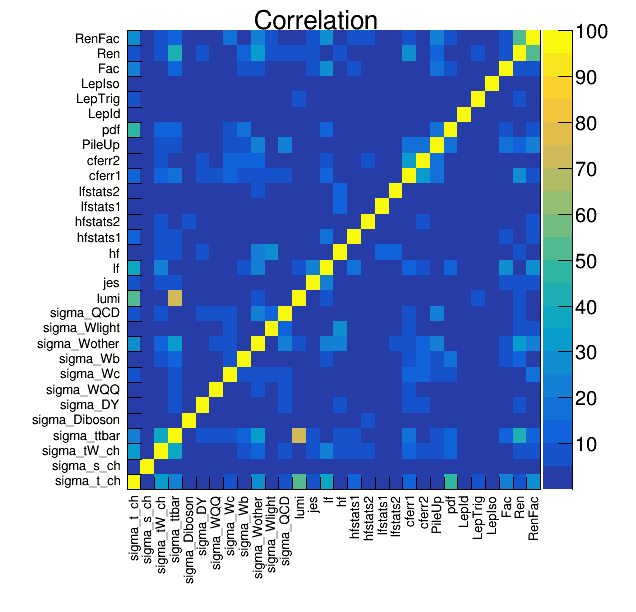 Correlation
RenFac
Ren
Fac
LepIso
LepTrig
LepId
pdf
PileUp
cferr2
cferr1
lfstats2
lfstats1
hfstats2
hfstats1
hf
lf
jes
lumi
sigma_QCD
sigma_Wlight
sigma_Wother
sigma_Wb
sigma_Wc
sigma_WQQ
sigma_DY
sigma_Diboson
sigma_ttbar
sigma_tW_ch
sigma_s_ch
sigma_t_ch
100
90
80
70
60
50
40
30
20
10
sigma_t_ch
sigma_s_ch
sigma_tW_ch
sigma_ttbar
sigma_Diboson
sigma_DY
sigma_WQQ
sigma_Wc
sigma_Wb
sigma_Wother
sigma_Wlight
sigma_QCD
lumi
jes
lf
hf
hfstats1
hfstats2
lfstats1
lfstats2
cferr1
cferr2
PileUp
pdf
LepId
LepTrig
LepIso
Fac
Ren
RenFac